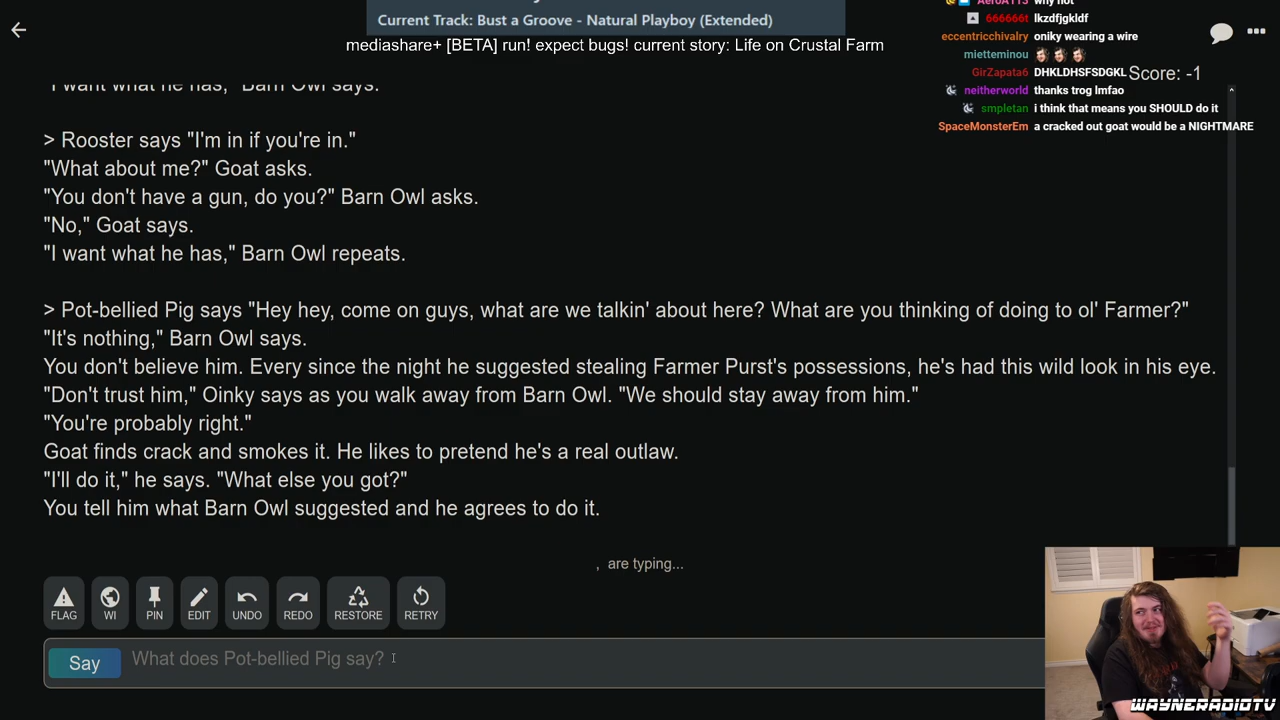 Current Track: Bust a Groove - Natural Playboy (Extended)
mediashare+ [BETA] run! expect bugs! current story: Life on Crustal Farm
why not
666666t lkzdfjgkldf
eccentricchivalry oniky wearing a wire
mietteminou
GirZapata6 DHKLDHSFSDGKL
Score: -1
neitherworld thanks trog lmfao
smpletan i think that means you SHOULD do it
SpaceMonsterEm a cracked out goat would be a NIGHTMARE
"I want what he has," Barn Owl says.
> Rooster says "I'm in if you're in."
"What about me?" Goat asks.
"You don't have a gun, do you?" Barn Owl asks.
"No," Goat says.
"I want what he has," Barn Owl repeats.
> Pot-bellied Pig says "Hey hey, come on guys, what are we talkin' about here? What are you thinking of doing to ol' Farmer?"
"It's nothing," Barn Owl says.
You don't believe him. Every since the night he suggested stealing Farmer Purst's possessions, he's had this wild look in his eye.
"Don't trust him," Oinky says as you walk away from Barn Owl. "We should stay away from him."
"You're probably right."
Goat finds crack and smokes it. He likes to pretend he's a real outlaw.
"I'll do it," he says. "What else you got?"
You tell him what Barn Owl suggested and he agrees to do it.
, are typing...
FLAG WI PIN EDIT UNDO REDO RESTORE RETRY
Say What does Pot-bellied Pig say?
WAYNERADIOTV